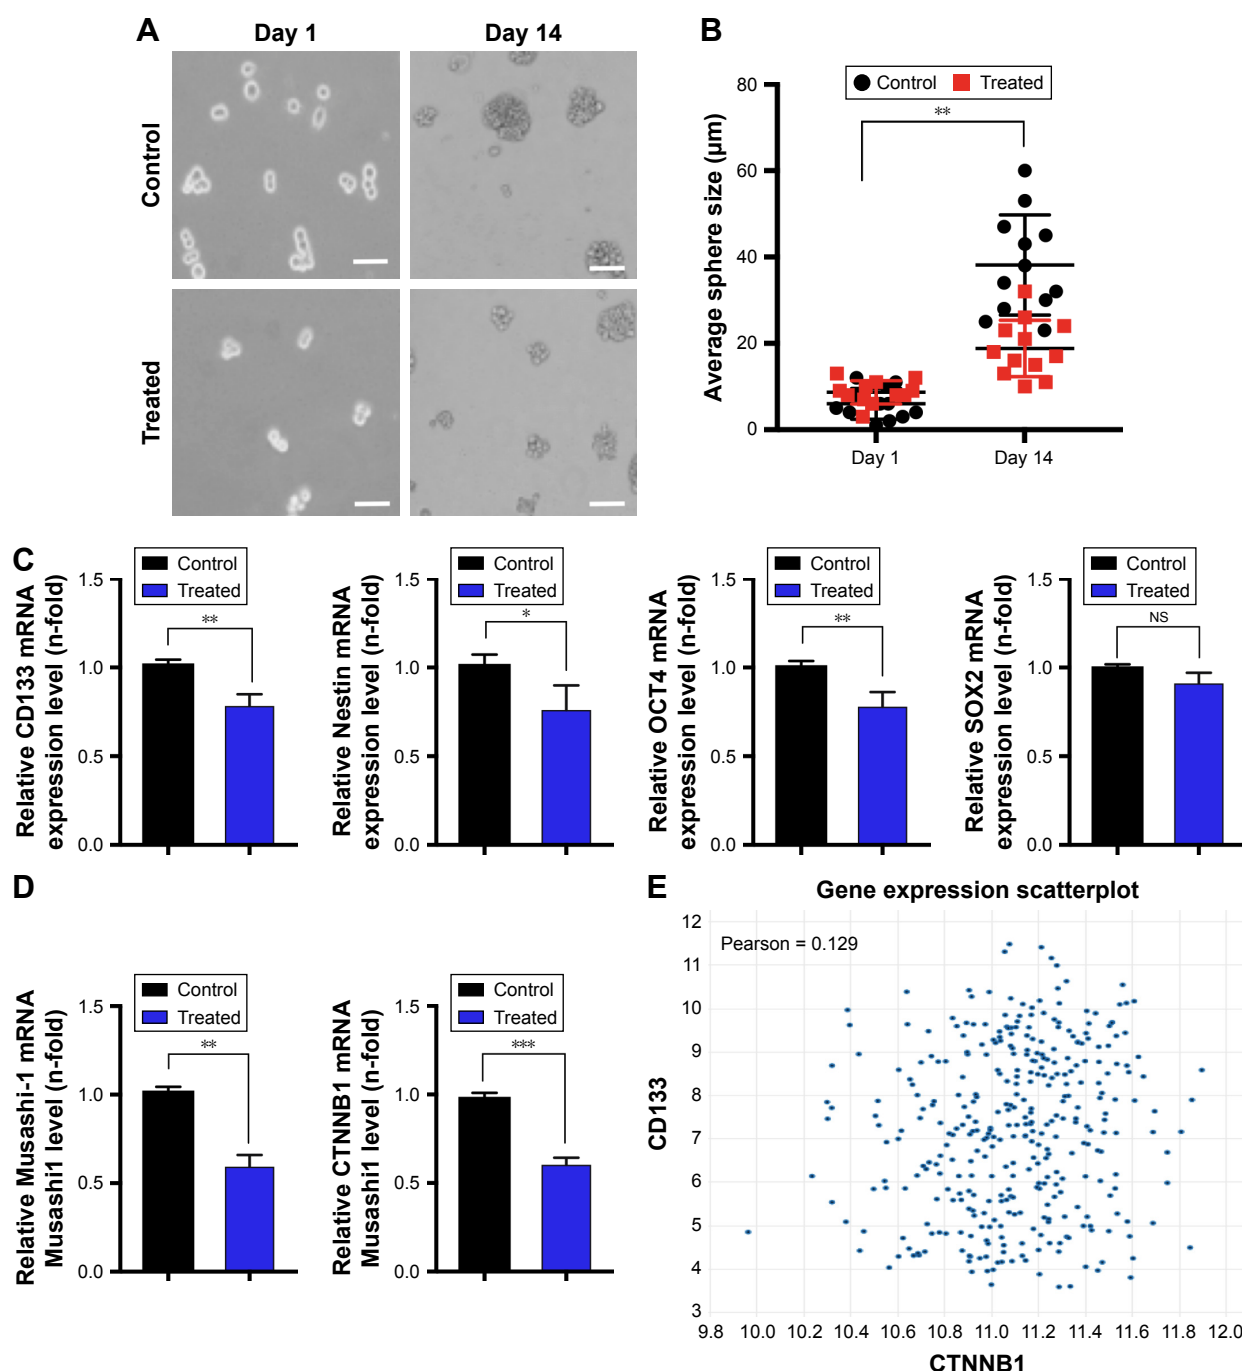 A
Day 1
Day 14
Control
Treated
B
Control
Treated
**
Average sphere size (μm)
80
60
40
20
0
Day 1
Day 14
C
Control
Treated
**
Relative CD133 mRNA
expression level (n-fold)
1.5
1.0
0.5
0.0
Control
Treated
*
Relative Nestin mRNA
expression level (n-fold)
1.5
1.0
0.5
0.0
Control
Treated
**
Relative OCT4 mRNA
expression level (n-fold)
1.5
1.0
0.5
0.0
Control
Treated
NS
Relative SOX2 mRNA
expression level (n-fold)
1.5
1.0
0.5
0.0
D
Control
Treated
**
Relative Musashi-1 mRNA
Musashi1 level (n-fold)
1.5
1.0
0.5
0.0
Control
Treated
***
Relative CTNNB1 mRNA
Musashi1 level (n-fold)
1.5
1.0
0.5
0.0
E
Gene expression scatterplot
Pearson = 0.129
CD133
12
11
10
9
8
7
6
5
4
3
9.8 10.0 10.2 10.4 10.6 10.8 11.0 11.2 11.4 11.6 11.8 12.0
CTNNB1